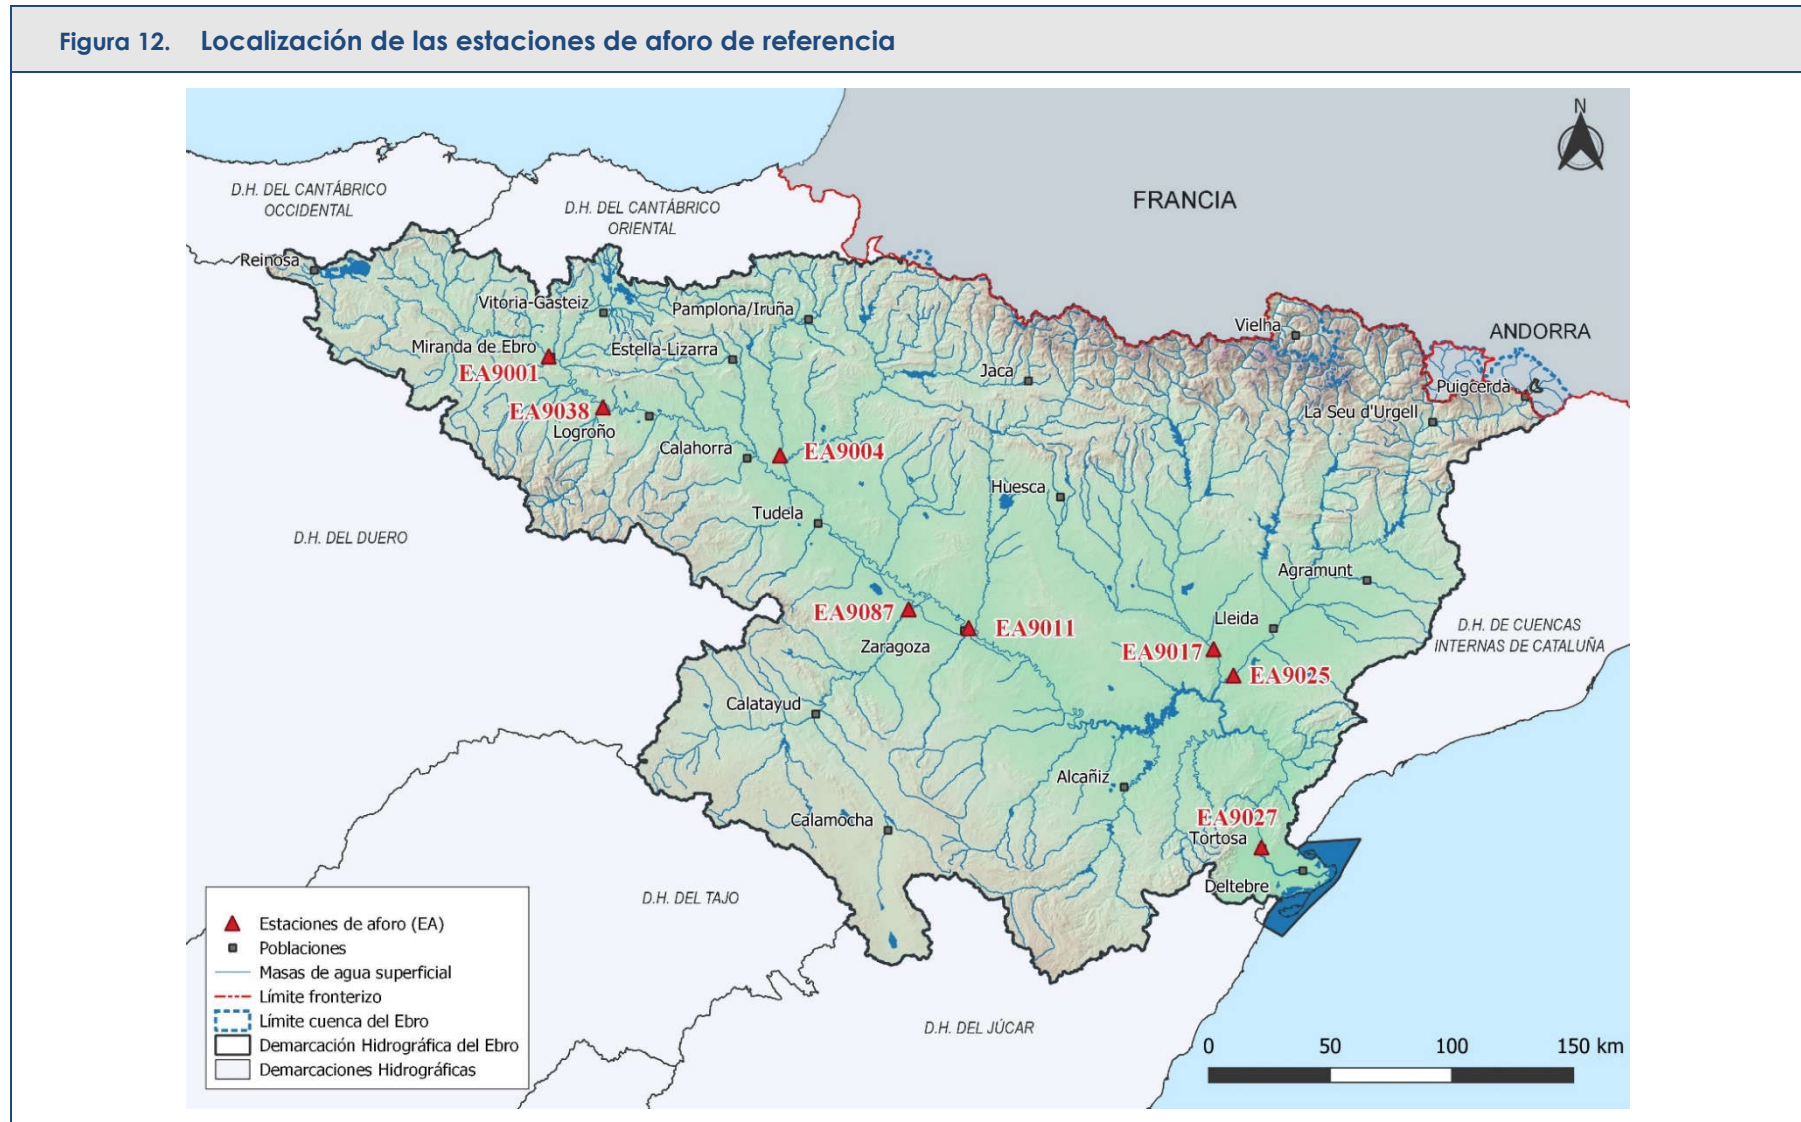 Figura 12. Localización de las estaciones de aforo de referencia
N
D.H. DEL CANTÁBRICO
OCCIDENTAL
D.H. DEL CANTÁBRICO
ORIENTAL
FRANCIA
Reinosa
Vitoria-Gasteiz
Pamplona/Iruña
Vielha
ANDORRA
Miranda de Ebro
Estella-Lizarra
EA9001
Jaca
Puigcerdà
EA9038
La Seu d'Urgell
Logroño
Calahorra
EA9004
Huesca
Tudela
D.H. DEL DUERO
Agramunt
EA9087
Lleida
EA9011
D.H. DE CUENCAS
INTERNAS DE CATALUÑA
Zaragoza
EA9017
EA9025
Calatayud
Alcañiz
Calamocha
EA9027
Tortosa
Deltebre
D.H. DEL TAJO
D.H. DEL JÚCAR
Estaciones de aforo (EA)
Poblaciones
Masas de agua superficial
Límite fronterizo
Límite cuenca del Ebro
Demarcación Hidrográfica del Ebro
Demarcaciones Hidrográficas
0 50 100 150 km